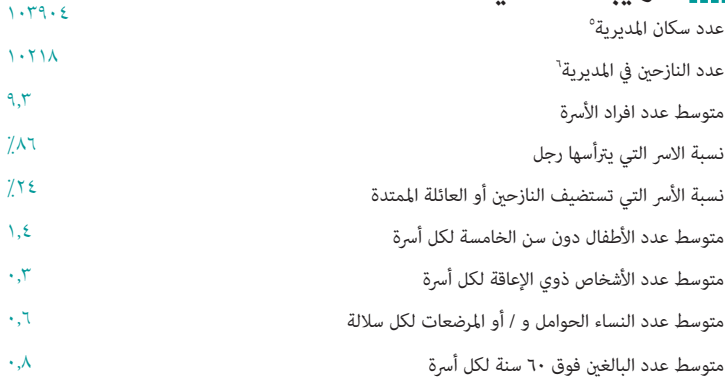 عدد سكان المديرية⁵ ١٠٣٩٠٤
عدد النازحين في المديرية⁶ ١٠٢١٨
متوسط عدد افراد الأسرة ٩,٣
نسبة الاسر التي يترأسها رجل ٨٦٪
نسبة الأسر التي تستضيف النازحين أو العائلة الممتدة ٢٤٪
متوسط عدد الأطفال دون سن الخامسة لكل أسرة ١,٤
متوسط عدد الأشخاص ذوي الإعاقة لكل أسرة ٠,٣
متوسط عدد النساء الحوامل و / أو المرضعات لكل سلالة ٠,٦
متوسط عدد البالغين فوق ٦٠ سنة لكل أسرة ٠,٨